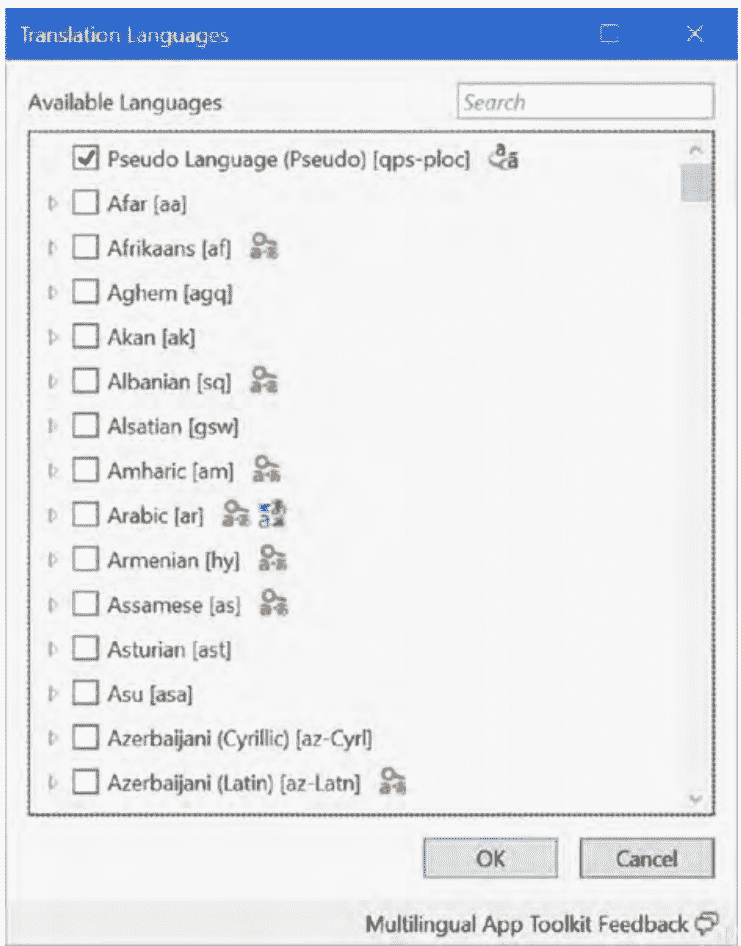 Translation Languages
Available Languages
Search
Pseudo Language (Pseudo) [qps-ploc]
Afar [aa]
Afrikaans [af]
Aghem [agq]
Akan [ak]
Albanian [sq]
Alsatian [gsw]
Amharic [am]
Arabic [ar]
Armenian [hy]
Assamese [as]
Asturian [ast]
Asu [asa]
Azerbaijani (Cyrillic) [az-Cyrl]
Azerbaijani (Latin) [az-Latn]
OK
Cancel
Multilingual App Toolkit Feedback